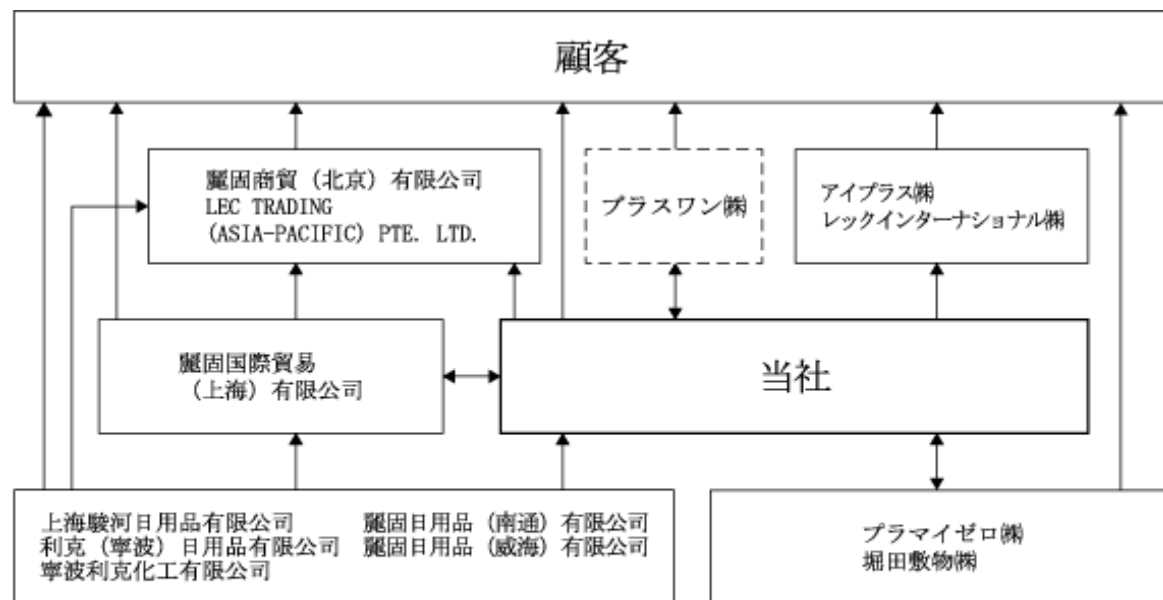 顧客
麗固商貿（北京）有限公司
LEC TRADING
(ASIA-PACIFIC) PTE. LTD.
プラスワン㈱
アイプラス㈱
レックインターナショナル㈱
麗固国際貿易
（上海）有限公司
当社
上海駿河日用品有限公司
利克（寧波）日用品有限公司
寧波利克化工有限公司
麗固日用品（南通）有限公司
麗固日用品（威海）有限公司
プラマイゼロ㈱
堀田敷物㈱